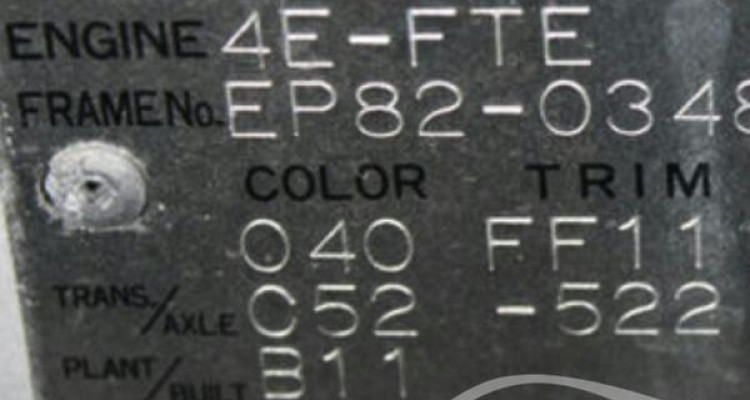 ENGINE 4E-FTE
FRAME No. EP82-0348
COLOR TRIM
040 FF11
TRANS./AXLE C52 -522
PLANT/BUILT B11